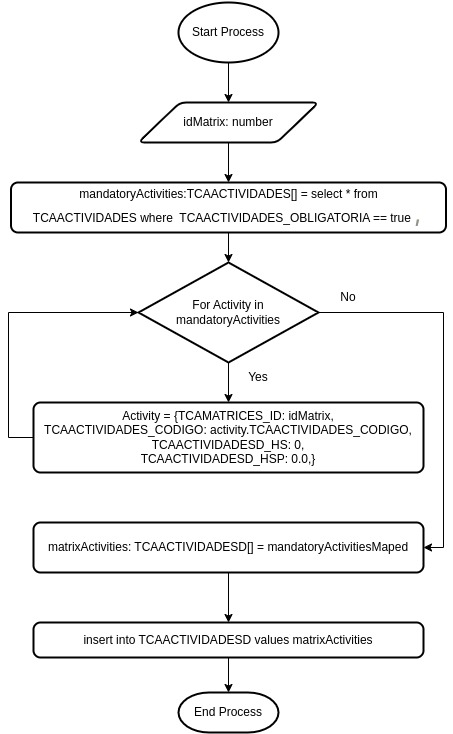 Start Process
idMatrix: number
mandatoryActivities:TCAACTIVIDADES[] = select * from
TCAACTIVIDADES where TCAACTIVIDADES_OBLIGATORIA == true
For Activity in
mandatoryActivities
No
Yes
Activity = {TCAMATRICES_ID: idMatrix,
TCAACTIVIDADES_CODIGO: activity.TCAACTIVIDADES_CODIGO,
TCAACTIVIDADESD_HS: 0,
TCAACTIVIDADESD_HSP: 0.0,}
matrixActivities: TCAACTIVIDADESD[] = mandatoryActivitiesMaped
insert into TCAACTIVIDADESD values matrixActivities
End Process